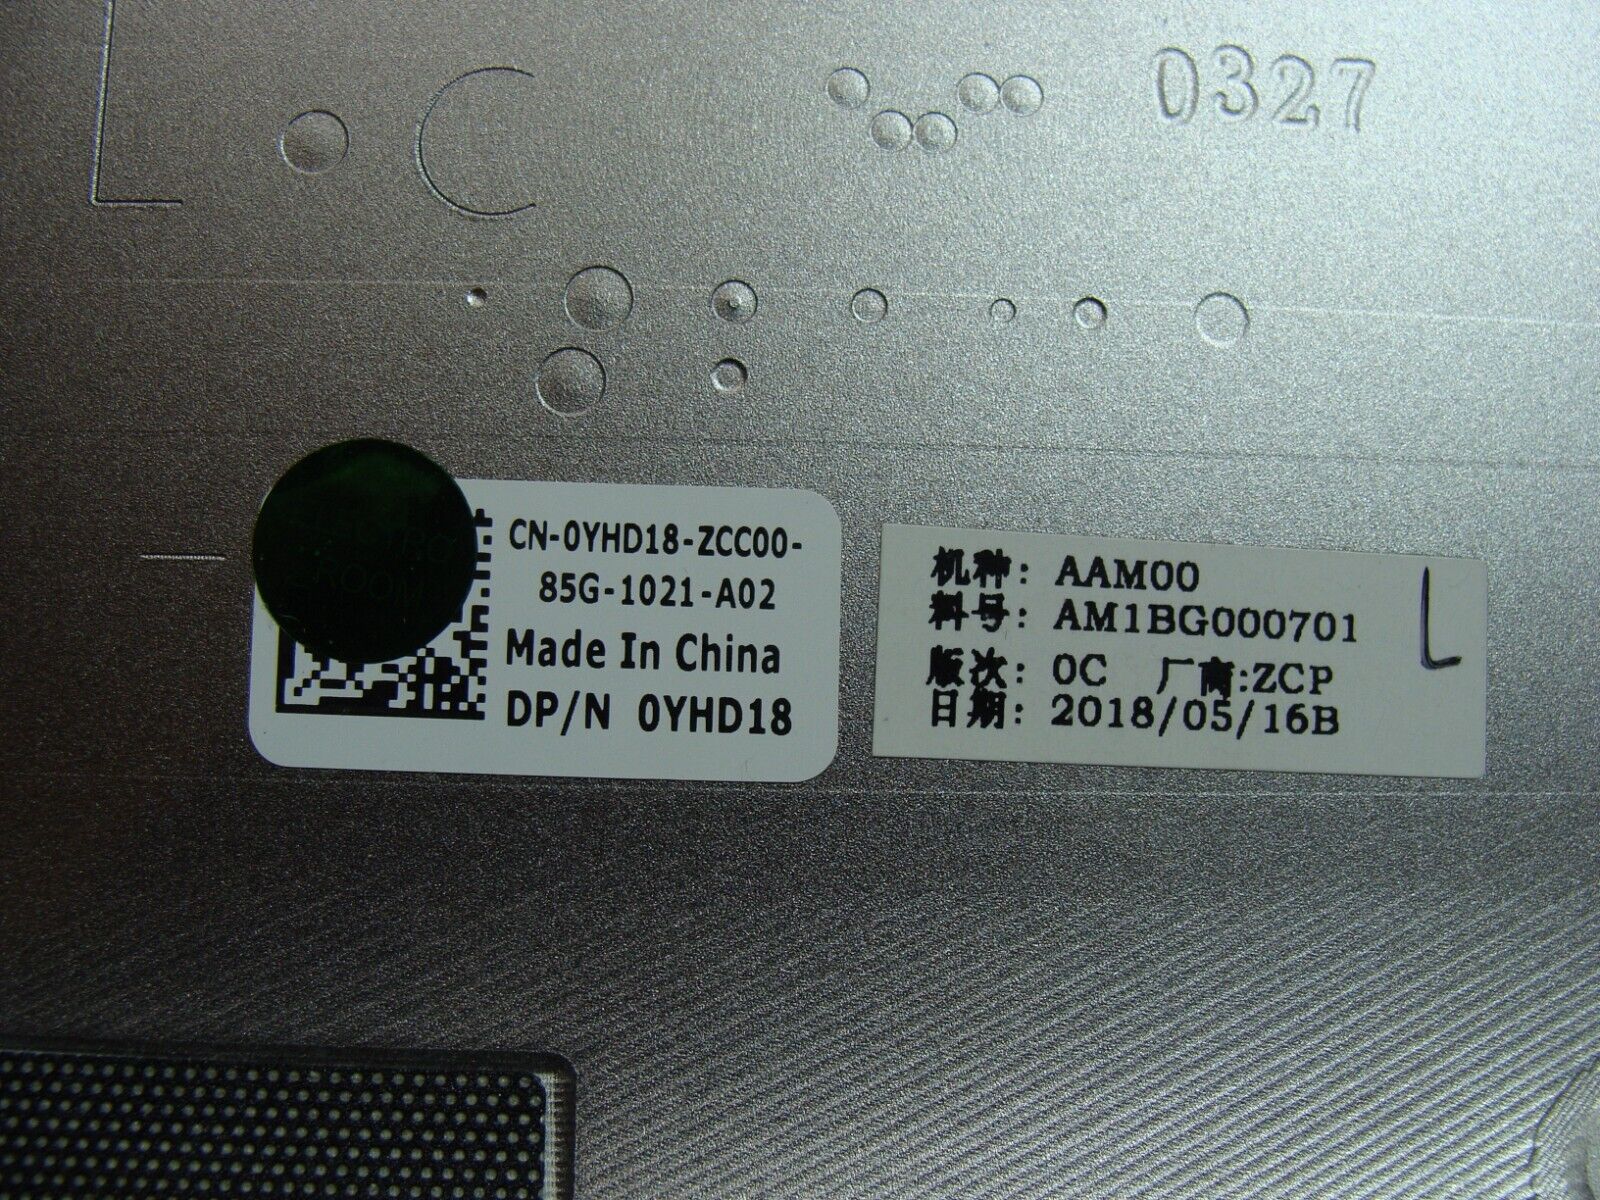 0327
CN-0YHD18-ZCC00-
85G-1021-A02
Made In China
DP/N 0YHD18
机种: AAM00
料号: AM1BG000701
版次: 0C 厂商:ZCP
日期: 2018/05/16B
L